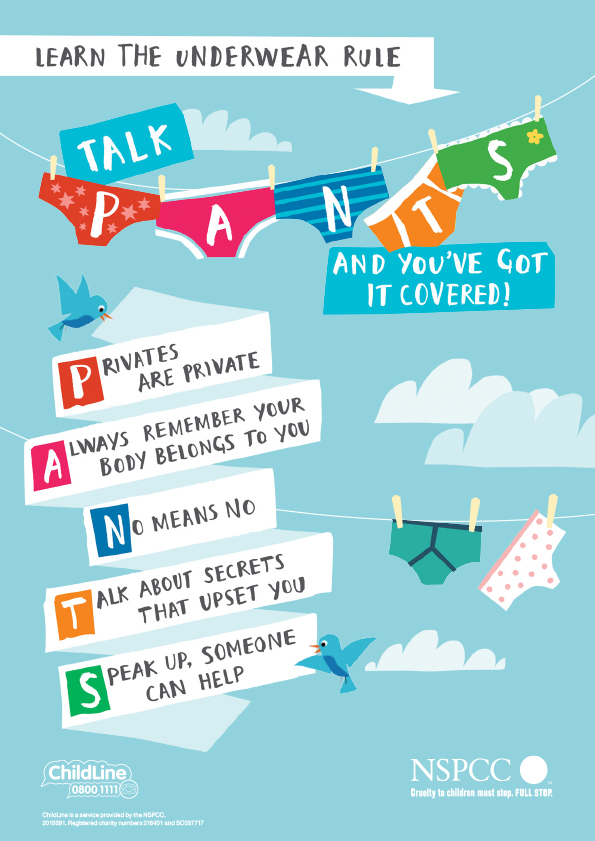 LEARN THE UNDERWEAR RULE
TALK
PANTS
AND YOU'VE GOT
IT COVERED!
PRIVATES
ARE PRIVATE
ALWAYS REMEMBER YOUR
BODY BELONGS TO YOU
NO MEANS NO
TALK ABOUT SECRETS
THAT UPSET YOU
SPEAK UP, SOMEONE
CAN HELP
ChildLine
0800 1111
NSPCC
Cruelty to children must stop. FULL STOP.
ChildLine is a service provided by the NSPCC.
Registered charity numbers 216401 and SC037717